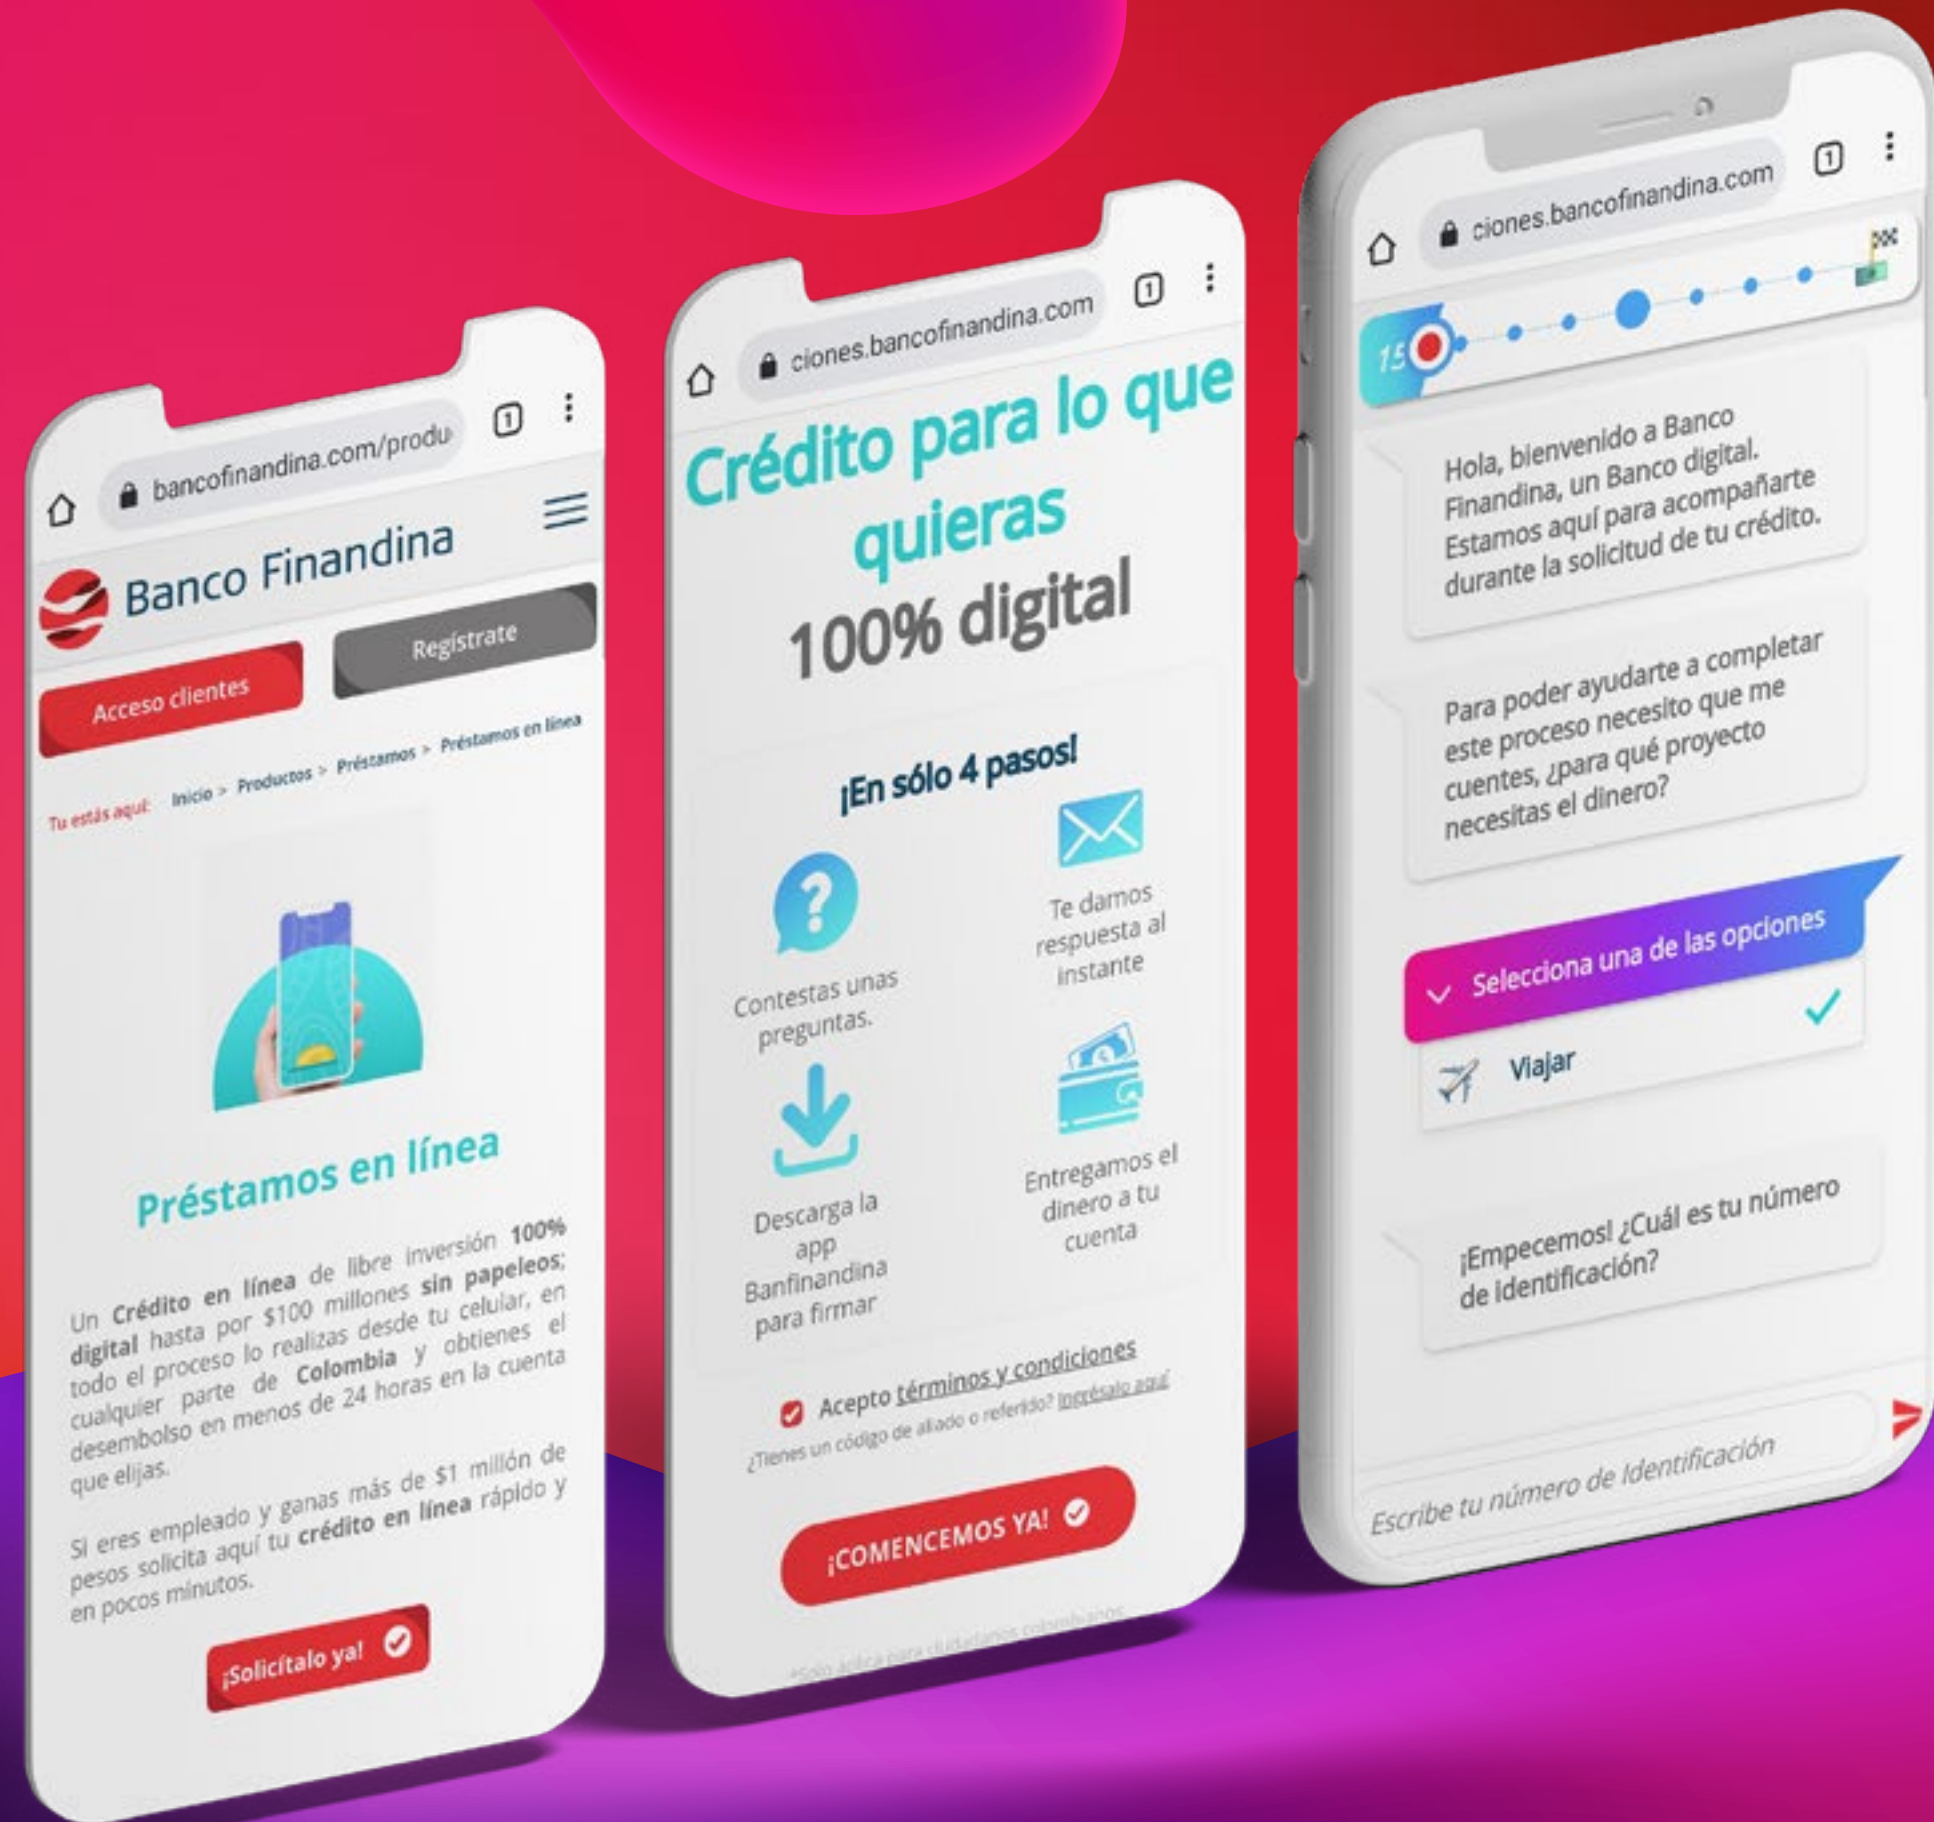 bancofinandina.com/produ
1
Banco Finandina
Acceso clientes
Regístrate
Tu estás aquí: Inicio > Productos > Préstamos > Préstamos en línea
Préstamos en línea
Un Crédito en línea de libre inversión 100%
digital hasta por $100 millones sin papeleos;
todo el proceso lo realizas desde tu celular, en
cualquier parte de Colombia y obtienes el
desembolso en menos de 24 horas en la cuenta
que elijas.
Si eres empleado y ganas más de $1 millón de
pesos solicita aquí tu crédito en línea rápido y
en pocos minutos.
¡Solicítalo ya!
ciones.bancofinandina.com
1
Crédito para lo que
quieras
100% digital
¡En sólo 4 pasos!
Contestas unas
preguntas.
Te damos
respuesta al
instante
Descarga la
app
Banfinandina
para firmar
Entregamos el
dinero a tu
cuenta
Acepto términos y condiciones
¿Tienes un código de aliado o referido? Ingrésalo aquí
¡COMENCEMOS YA!
*Solo aplica para ciudadanos colombianos
ciones.bancofinandina.com
1
15
Hola, bienvenido a Banco
Finandina, un Banco digital.
Estamos aquí para acompañarte
durante la solicitud de tu crédito.
Para poder ayudarte a completar
este proceso necesito que me
cuentes, ¿para qué proyecto
necesitas el dinero?
Selecciona una de las opciones
Viajar
¡Empecemos! ¿Cuál es tu número
de identificación?
Escribe tu número de Identificación